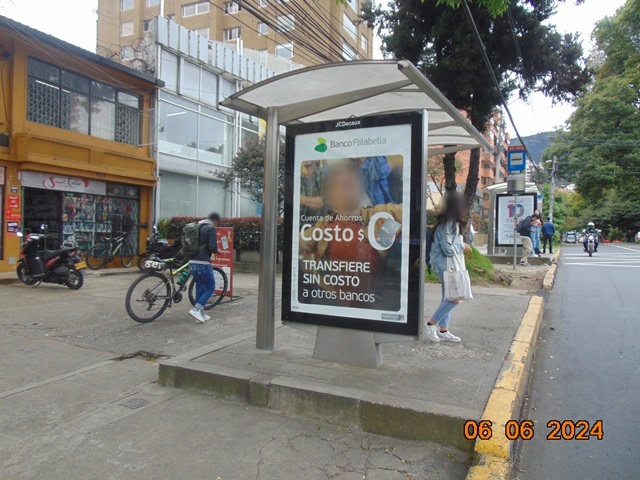 JCDecaux
Banco Falabella
Cuenta de Ahorros
Costo $0
TRANSFIERE
SIN COSTO
a otros bancos
06 06 2024